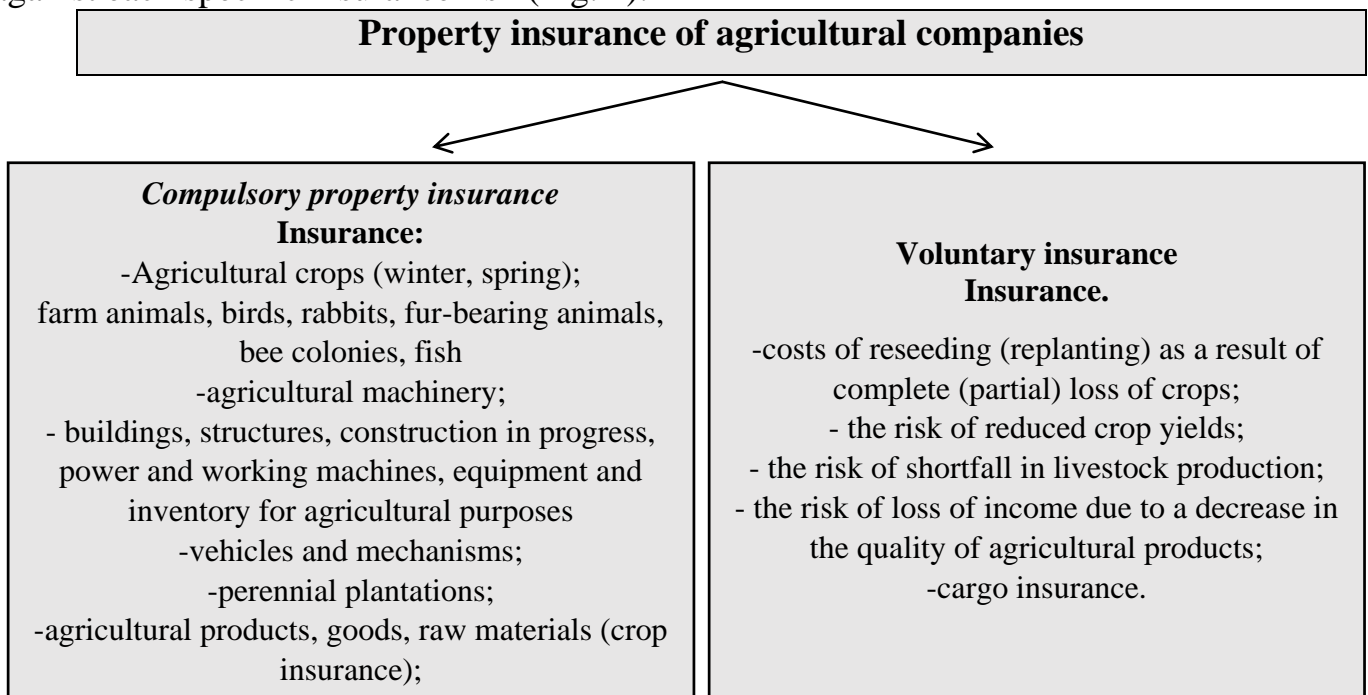 Property insurance of agricultural companies
Compulsory property insurance
Insurance:
-Agricultural crops (winter, spring);
farm animals, birds, rabbits, fur-bearing animals,
bee colonies, fish
-agricultural machinery;
- buildings, structures, construction in progress,
power and working machines, equipment and
inventory for agricultural purposes
-vehicles and mechanisms;
-perennial plantations;
-agricultural products, goods, raw materials (crop
insurance);
Voluntary insurance
Insurance.
-costs of reseeding (replanting) as a result of
complete (partial) loss of crops;
- the risk of reduced crop yields;
- the risk of shortfall in livestock production;
- the risk of loss of income due to a decrease in
the quality of agricultural products;
-cargo insurance.